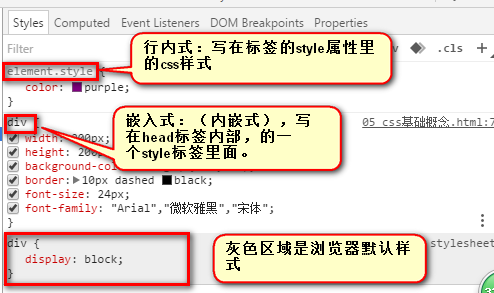 Styles Computed Event Listeners DOM Breakpoints Properties
Filter .cls +
行内式：写在标签的style属性里
的css样式
element.style {
color: purple;
}
嵌入式：（内嵌式），写
在head标签内部，的一
个style标签里面。
div {
05 css基础概念.html:7
width: 200px;
height:
background-color:
border: 10px dashed black;
font-size: 24px;
font-family: "Arial","微软雅黑","宋体";
}
div {
stylesheet
display: block;
}
灰色区域是浏览器默认样
式